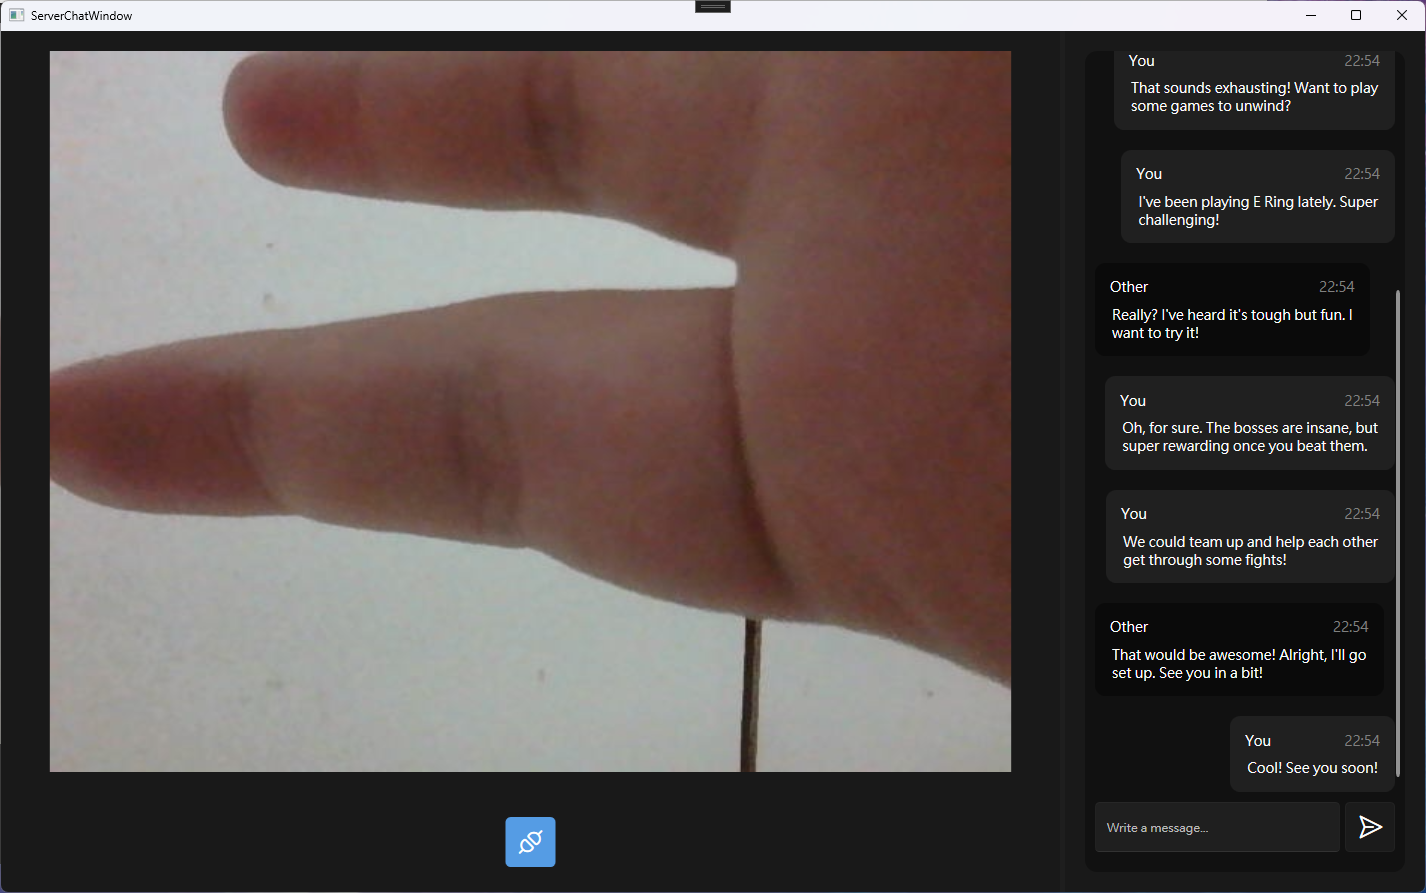 ServerChatWindow
You 22:54
That sounds exhausting! Want to play
some games to unwind?
You 22:54
I've been playing E Ring lately. Super
challenging!
Other 22:54
Really? I've heard it's tough but fun. I
want to try it!
You 22:54
Oh, for sure. The bosses are insane, but
super rewarding once you beat them.
You 22:54
We could team up and help each other
get through some fights!
Other 22:54
That would be awesome! Alright, I'll go
set up. See you in a bit!
You 22:54
Cool! See you soon!
Write a message...